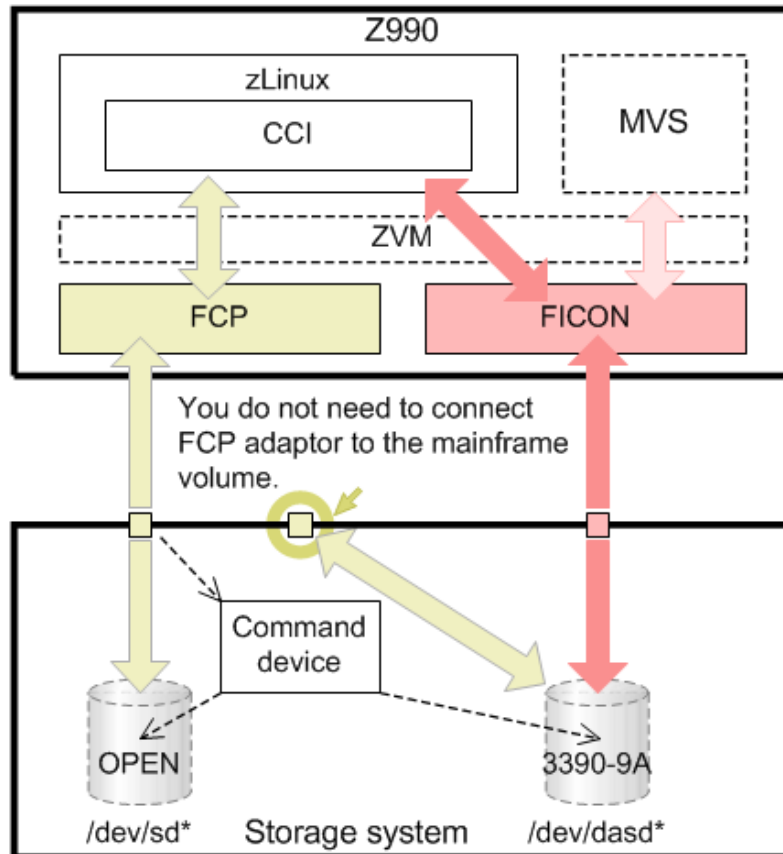 Z990
zLinux
CCI
MVS
ZVM
FCP
FICON
You do not need to connect
FCP adaptor to the mainframe
volume.
Command
device
OPEN
3390-9A
/dev/sd*
Storage system
/dev/dasd*